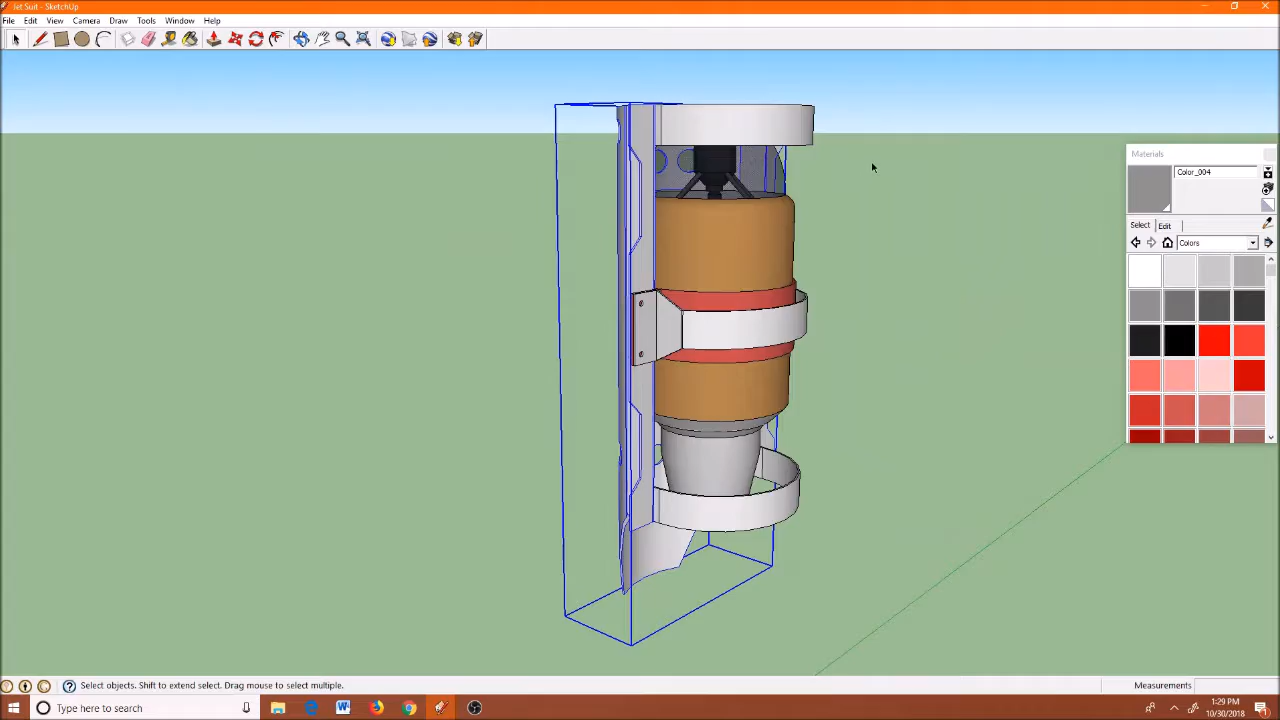 Jet Suit - SketchUp
File Edit View Camera Draw Tools Window Help
Materials
Color_004
Select Edit
Colors
Select objects. Shift to extend select. Drag mouse to select multiple.
Measurements
Type here to search
1:29 PM
10/30/2018